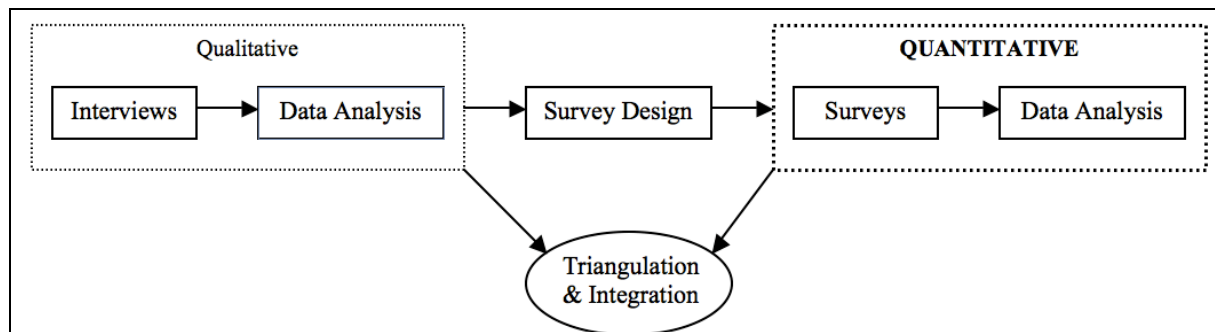 Qualitative
QUANTITATIVE
Interviews
Data Analysis
Survey Design
Surveys
Data Analysis
Triangulation
& Integration